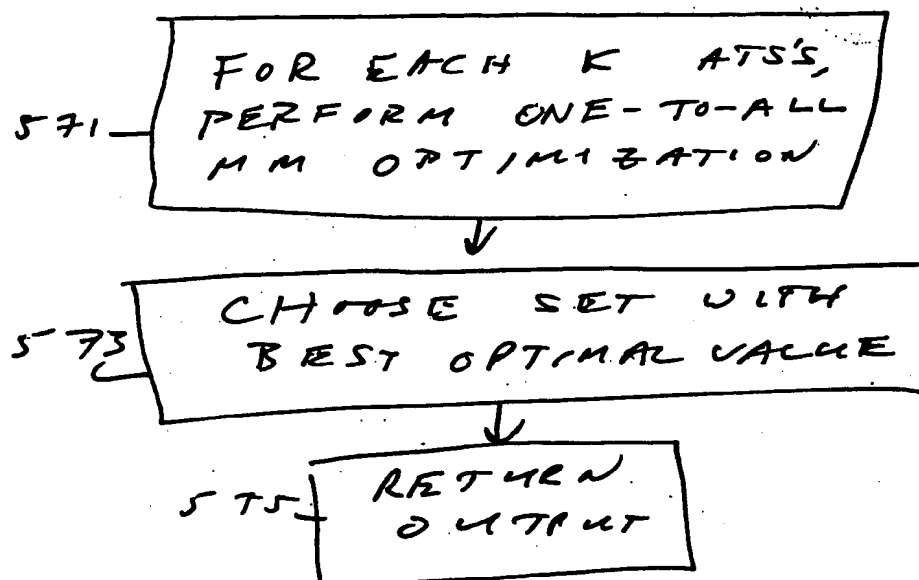 FOR EACH K ATS'S,
571 PERFORM ONE-TO-ALL
MM OPTIMIZATION
CHOOSE SET WITH
573 BEST OPTIMAL VALUE
RETURN
575 OUTPUT